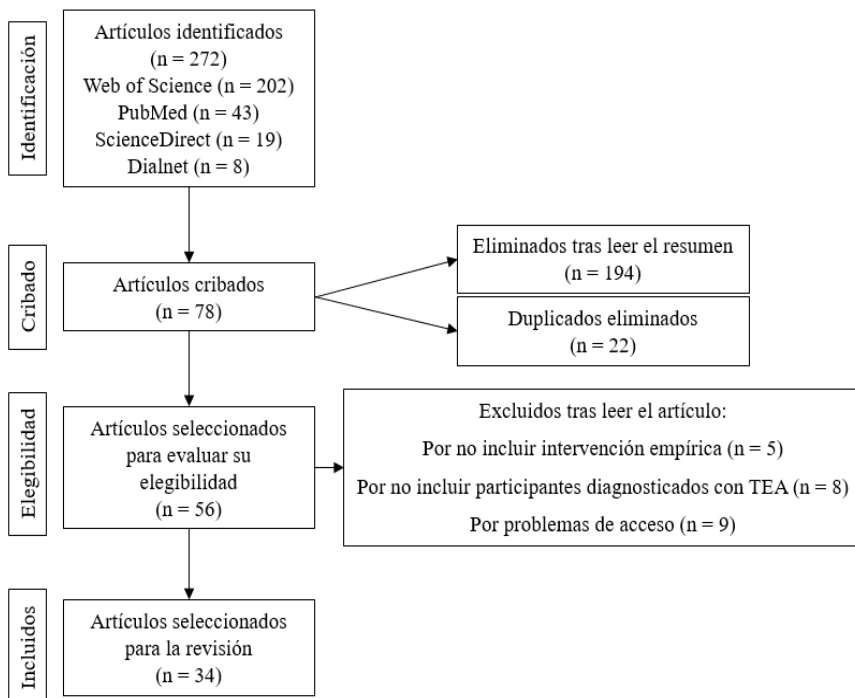 Identificación
Artículos identificados
(n = 272)
Web of Science (n = 202)
PubMed (n = 43)
ScienceDirect (n = 19)
Dialnet (n = 8)
Cribado
Artículos cribados
(n = 78)
Eliminados tras leer el resumen
(n = 194)
Duplicados eliminados
(n = 22)
Elegibilidad
Artículos seleccionados
para evaluar su
elegibilidad
(n = 56)
Excluidos tras leer el artículo:
Por no incluir intervención empírica (n = 5)
Por no incluir participantes diagnosticados con TEA (n = 8)
Por problemas de acceso (n = 9)
Incluidos
Artículos seleccionados
para la revisión
(n = 34)